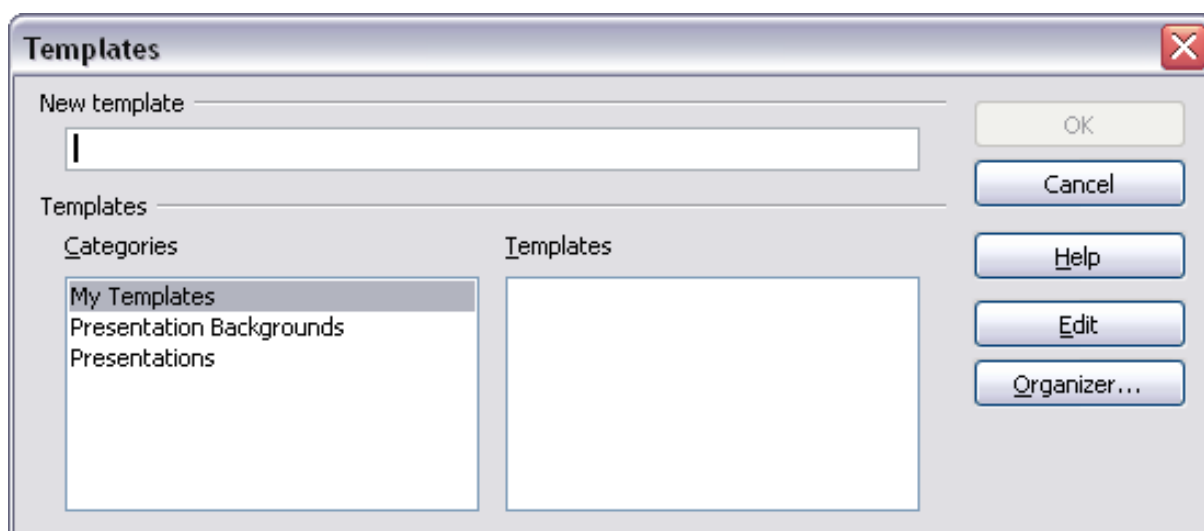 Templates
New template
OK
Cancel
Templates
Categories
Templates
Help
My Templates
Presentation Backgrounds
Presentations
Edit
Organizer...